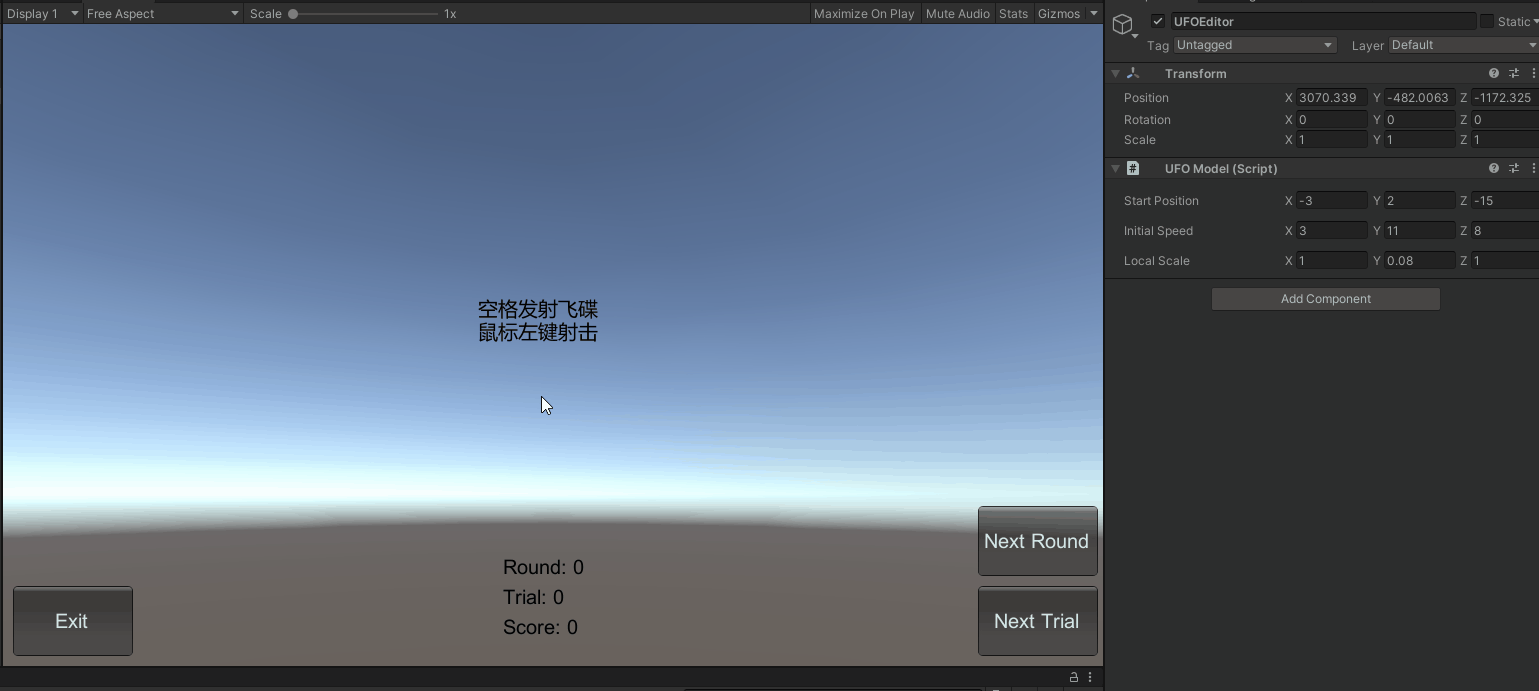 Display 1
Free Aspect
Scale
1x
Maximize On Play
Mute Audio
Stats
Gizmos
空格发射飞碟
鼠标左键射击
Next Round
Round: 0
Trial: 0
Score: 0
Exit
Next Trial
UFOEditor
Static
Tag Untagged
Layer Default
Transform
Position X 3070.339 Y -482.0063 Z -1172.325
Rotation X 0 Y 0 Z 0
Scale X 1 Y 1 Z 1
# UFO Model (Script)
Start Position X -3 Y 2 Z -15
Initial Speed X 3 Y 11 Z 8
Local Scale X 1 Y 0.08 Z 1
Add Component